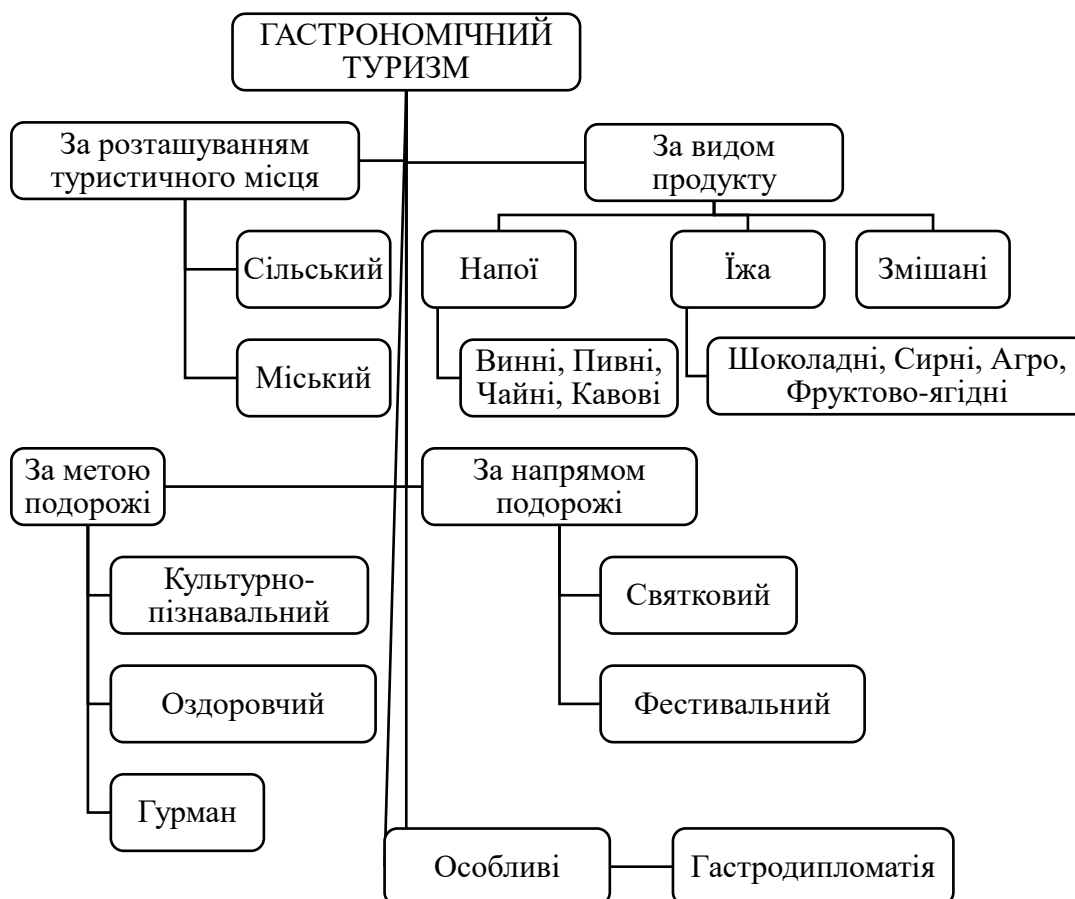 ГАСТРОНОМІЧНИЙ
ТУРИЗМ
За розташуванням
туристичного місця
За видом
продукту
Сільський
Міський
Напої
Їжа
Змішані
Винні, Пивні,
Чайні, Кавові
Шоколадні, Сирні, Агро,
Фруктово-ягідні
За метою
подорожі
За напрямом
подорожі
Культурно-
пізнавальний
Оздоровчий
Гурман
Святковий
Фестивальний
Особливі
Гастродипломатія